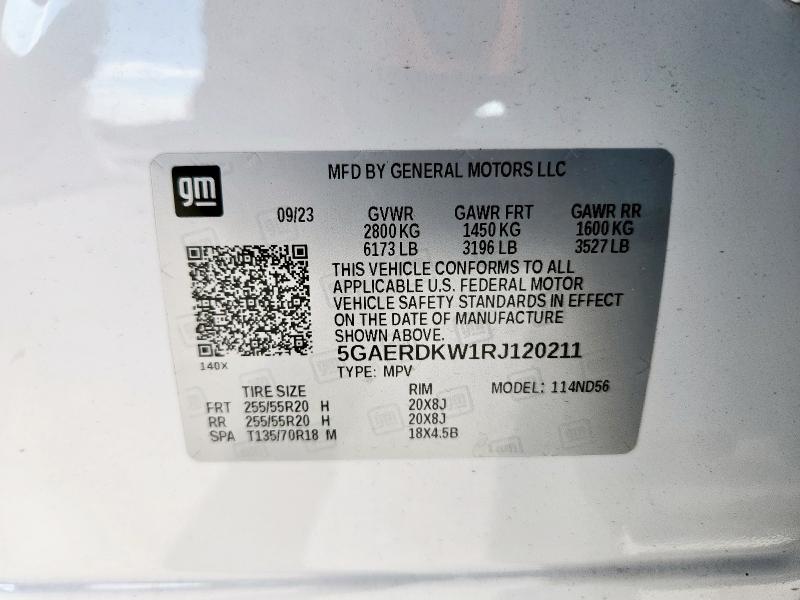 gm
MFD BY GENERAL MOTORS LLC
09/23 GVWR GAWR FRT GAWR RR
2800 KG 1450 KG 1600 KG
6173 LB 3196 LB 3527 LB
THIS VEHICLE CONFORMS TO ALL
APPLICABLE U.S. FEDERAL MOTOR
VEHICLE SAFETY STANDARDS IN EFFECT
ON THE DATE OF MANUFACTURE
SHOWN ABOVE.
5GAERDKW1RJ120211
140X
TYPE: MPV
TIRE SIZE RIM MODEL: 114ND56
FRT 255/55R20 H 20X8J
RR 255/55R20 H 20X8J
SPA T135/70R18 M 18X4.5B